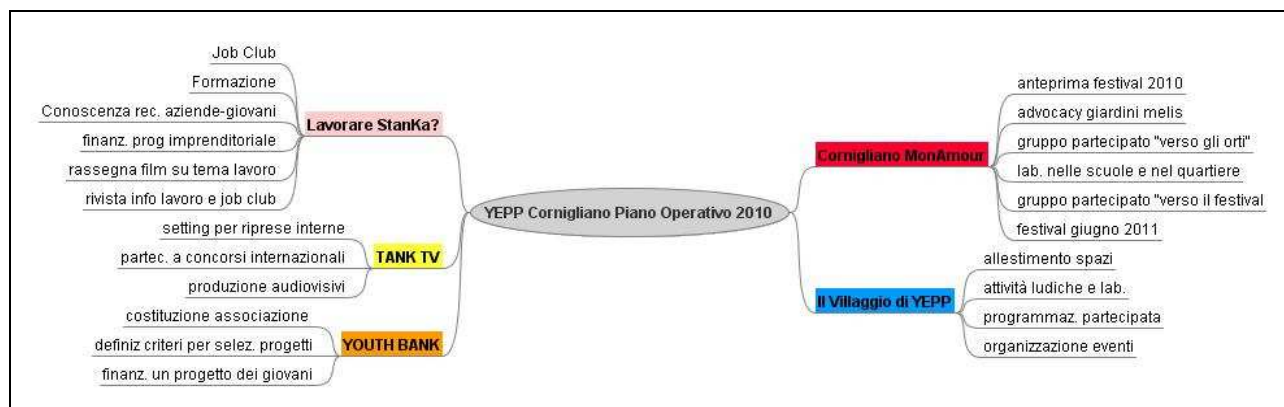 YEPP Cornigliano Piano Operativo 2010
Lavorare StanKa?
Job Club
Formazione
Conoscenza rec. aziende-giovani
finanz. prog imprenditoriale
rassegna film su tema lavoro
rivista info lavoro e job club
TANK TV
setting per riprese interne
partec. a concorsi internazionali
produzione audiovisivi
YOUTH BANK
costituzione associazione
definiz criteri per selez. progetti
finanz. un progetto dei giovani
Cornigliano MonAmour
anteprima festival 2010
advocacy giardini melis
gruppo partecipato "verso gli orti"
lab. nelle scuole e nel quartiere
gruppo partecipato "verso il festival
festival giugno 2011
Il Villaggio di YEPP
allestimento spazi
attività ludiche e lab.
programmaz. partecipata
organizzazione eventi